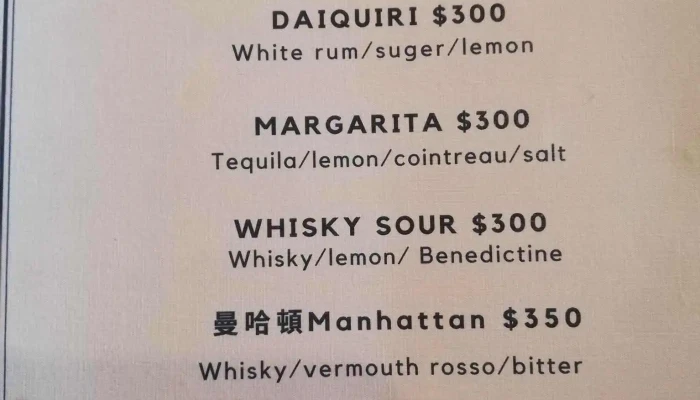 DAIQUIRI $300
White rum/suger/lemon
MARGARITA $300
Tequila/lemon/cointreau/salt
WHISKY SOUR $300
Whisky/lemon/ Benedictine
曼哈頓Manhattan $350
Whisky/vermouth rosso/bitter